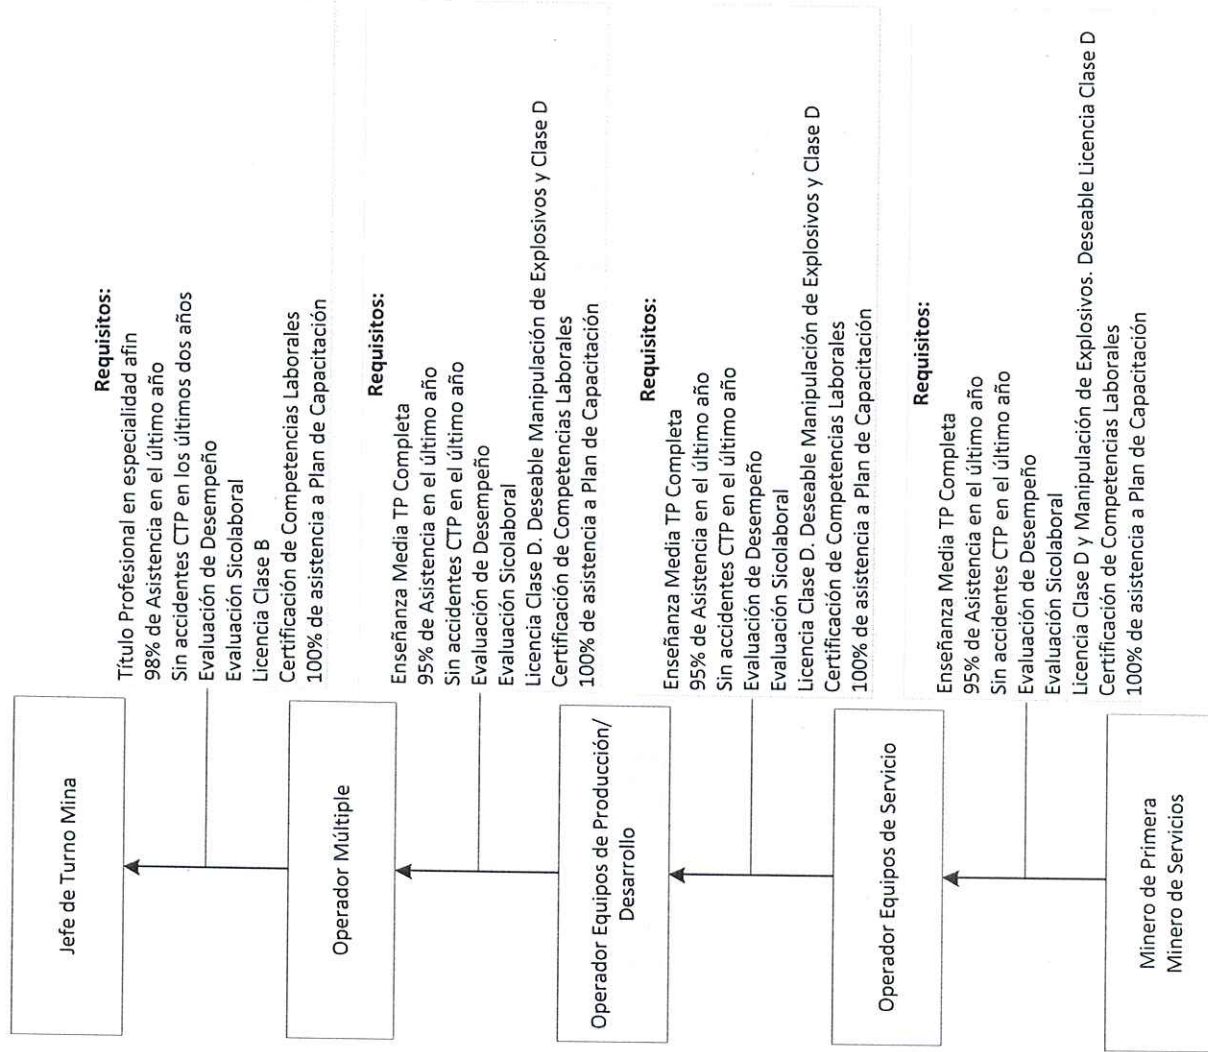 Jefe de Turno Mina
Requisitos:
Título Profesional en especialidad afin
98% de Asistencia en el último año
Sin accidentes CTP en los últimos dos años
Evaluación de Desempeño
Evaluación Sicolaboral
Licencia Clase B
Certificación de Competencias Laborales
100% de asistencia a Plan de Capacitación
Operador Múltiple
Requisitos:
Enseñanza Media TP Completa
95% de Asistencia en el último año
Sin accidentes CTP en el último año
Evaluación de Desempeño
Evaluación Sicolaboral
Licencia Clase D. Deseable Manipulación de Explosivos y Clase D
Certificación de Competencias Laborales
100% de asistencia a Plan de Capacitación
Operador Equipos de Producción/
Desarrollo
Requisitos:
Enseñanza Media TP Completa
95% de Asistencia en el último año
Sin accidentes CTP en el último año
Evaluación de Desempeño
Evaluación Sicolaboral
Licencia Clase D. Deseable Manipulación de Explosivos y Clase D
Certificación de Competencias Laborales
100% de asistencia a Plan de Capacitación
Operador Equipos de Servicio
Requisitos:
Enseñanza Media TP Completa
95% de Asistencia en el último año
Sin accidentes CTP en el último año
Evaluación de Desempeño
Evaluación Sicolaboral
Licencia Clase D y Manipulación de Explosivos. Deseable Licencia Clase D
Certificación de Competencias Laborales
100% de asistencia a Plan de Capacitación
Minero de Primera
Minero de Servicios